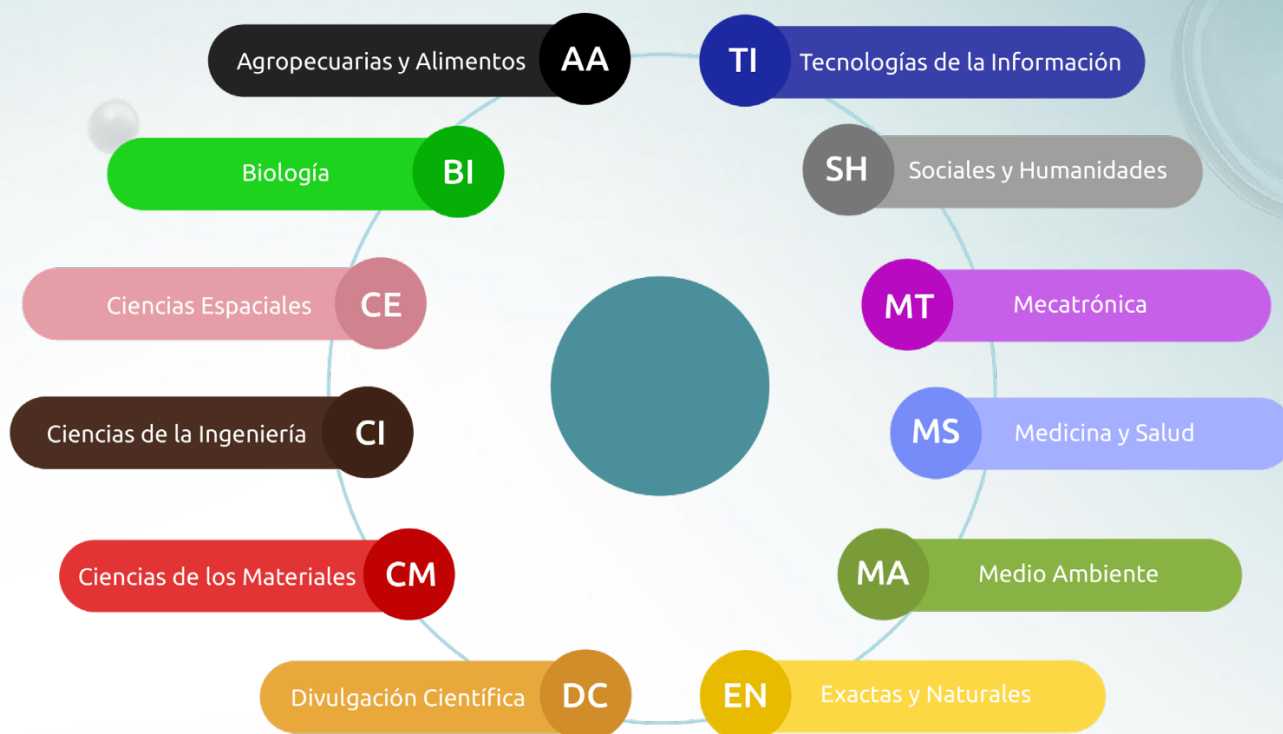 Agropecuarias y Alimentos AA
TI Tecnologías de la Información
Biología BI
SH Sociales y Humanidades
Ciencias Espaciales CE
MT Mecatrónica
Ciencias de la Ingeniería CI
MS Medicina y Salud
Ciencias de los Materiales CM
MA Medio Ambiente
Divulgación Científica DC
EN Exactas y Naturales